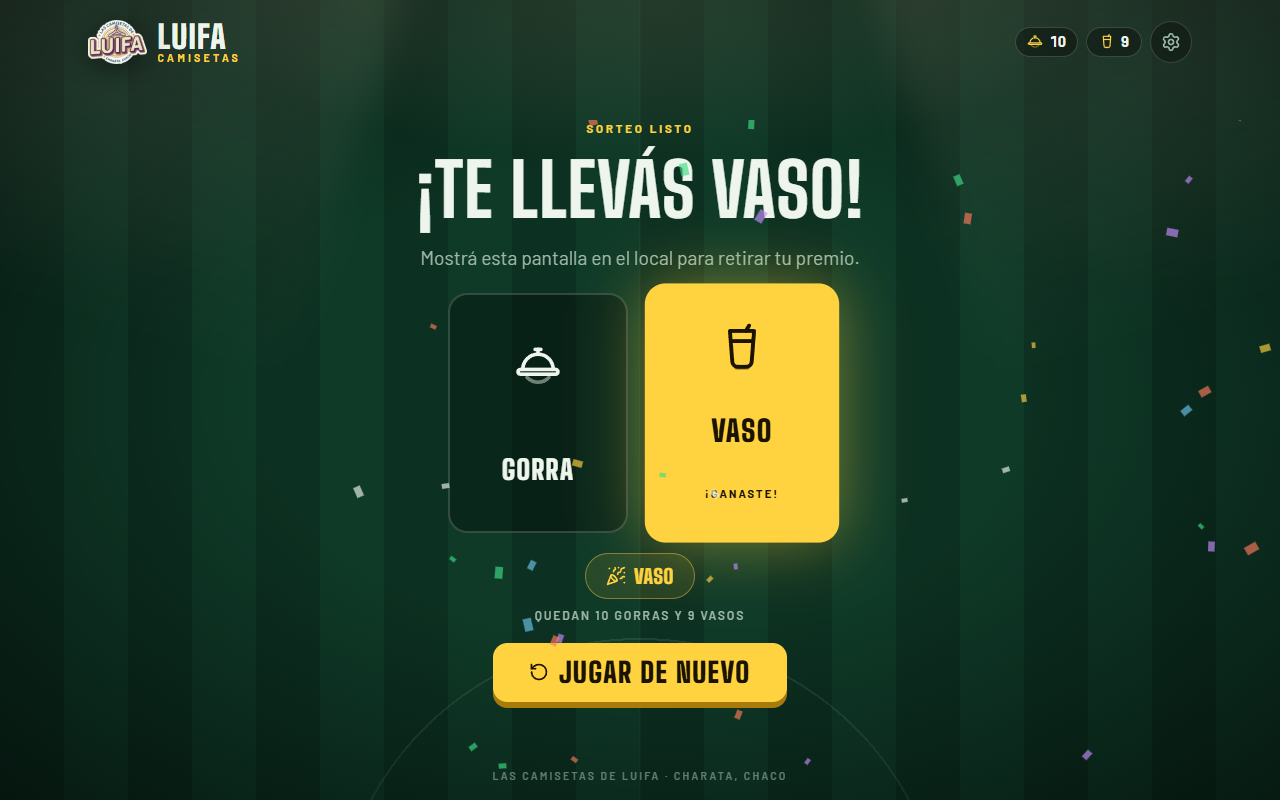 LUIFA
LUIFA
CAMISETAS
10
9
SORTEO LISTO
¡TE LLEVÁS VASO!
Mostrá esta pantalla en el local para retirar tu premio.
GORRA
VASO
¡GANASTE!
VASO
QUEDAN 10 GORRAS Y 9 VASOS
JUGAR DE NUEVO
LAS CAMISETAS DE LUIFA · CHARATA, CHACO